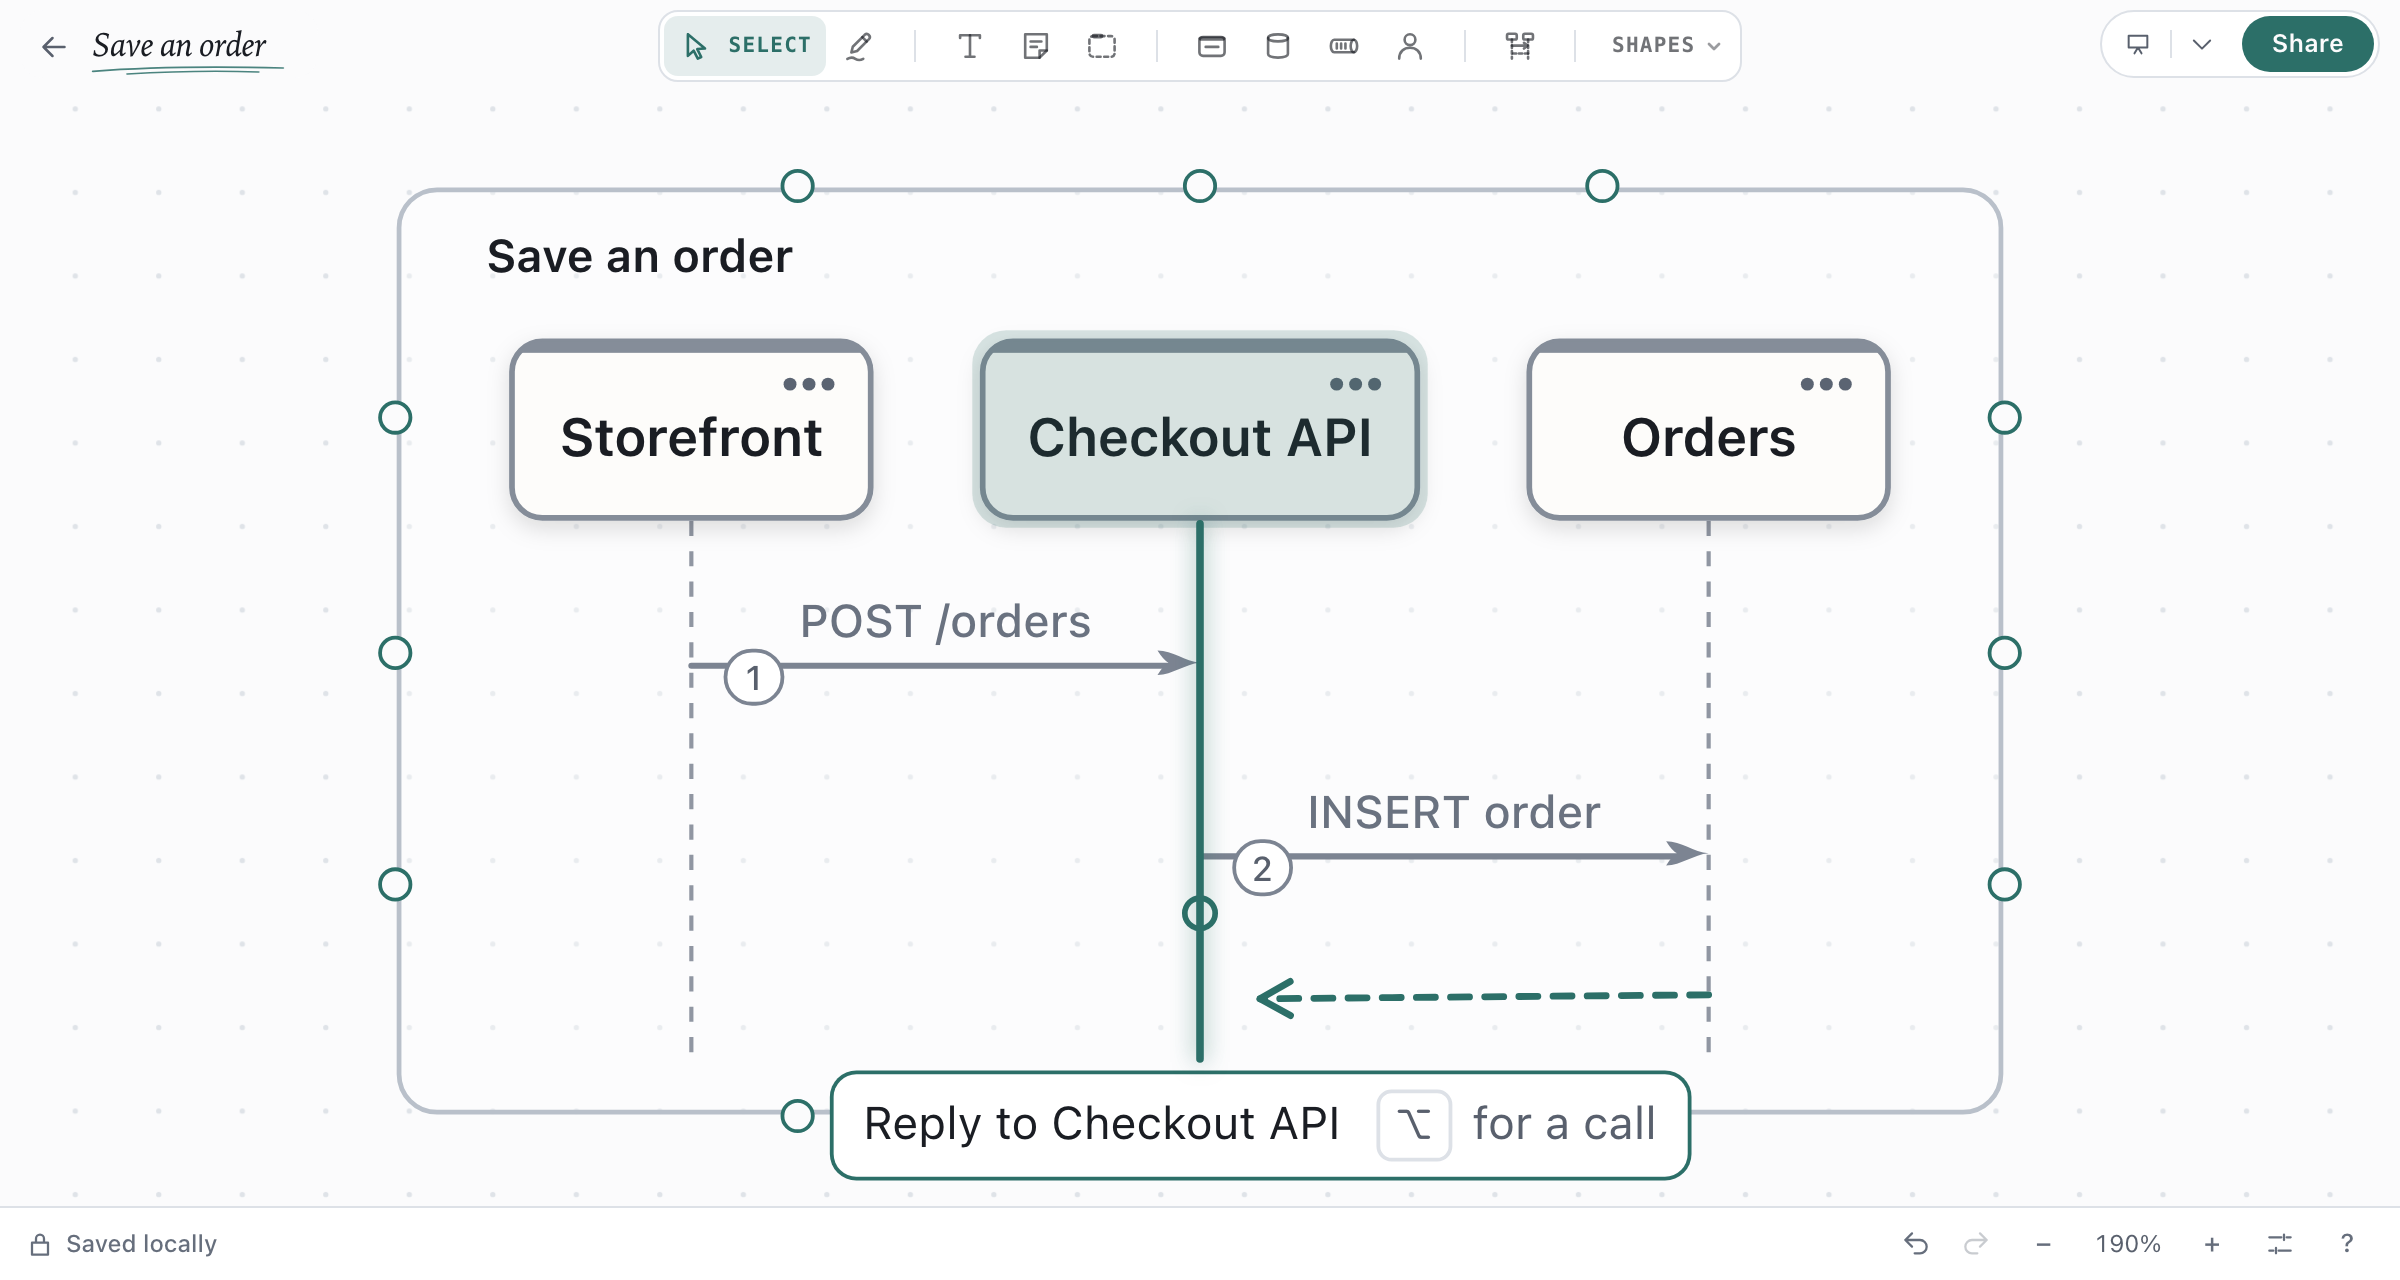 Save an order
SELECT
SHAPES
Share
Save an order
Storefront
Checkout API
Orders
POST /orders
1
INSERT order
2
Reply to Checkout API ⌥ for a call
Saved locally
190%
?